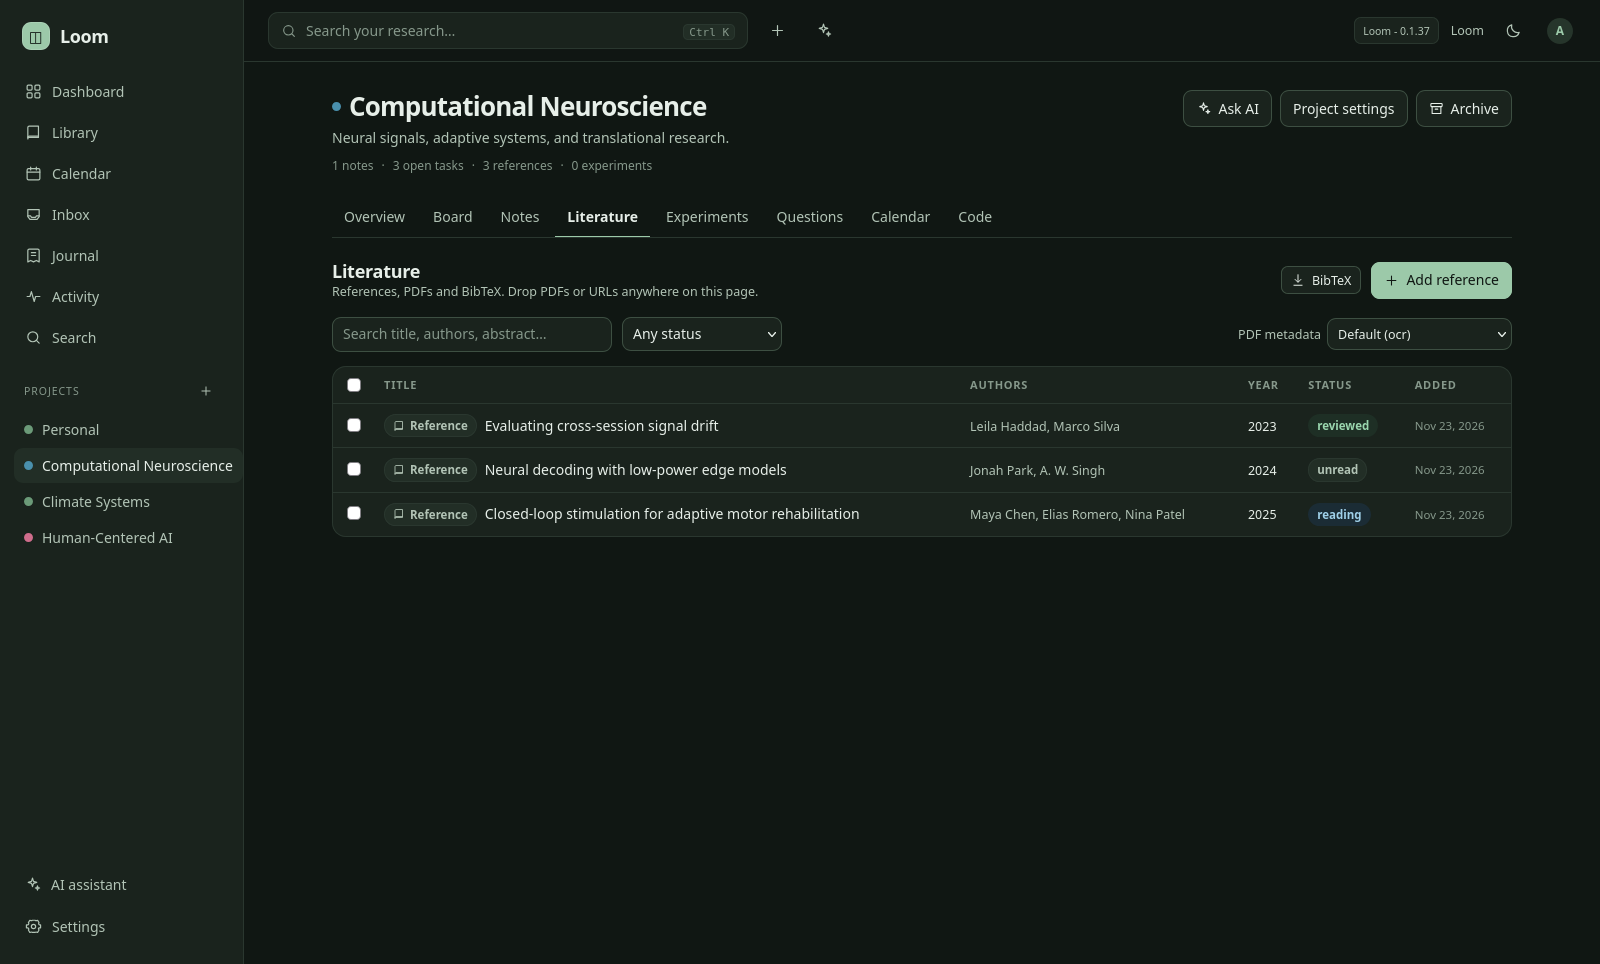 Loom
Dashboard
Library
Calendar
Inbox
Journal
Activity
Search
PROJECTS
Personal
Computational Neuroscience
Climate Systems
Human-Centered AI
AI assistant
Settings
Search your research... Ctrl K
Loom - 0.1.37 Loom A
Computational Neuroscience
Neural signals, adaptive systems, and translational research.
1 notes · 3 open tasks · 3 references · 0 experiments
Ask AI Project settings Archive
Overview Board Notes Literature Experiments Questions Calendar Code
Literature
References, PDFs and BibTeX. Drop PDFs or URLs anywhere on this page.
BibTeX Add reference
Search title, authors, abstract... Any status PDF metadata Default (ocr)
TITLE AUTHORS YEAR STATUS ADDED
Reference Evaluating cross-session signal drift Leila Haddad, Marco Silva 2023 reviewed Nov 23, 2026
Reference Neural decoding with low-power edge models Jonah Park, A. W. Singh 2024 unread Nov 23, 2026
Reference Closed-loop stimulation for adaptive motor rehabilitation Maya Chen, Elias Romero, Nina Patel 2025 reading Nov 23, 2026